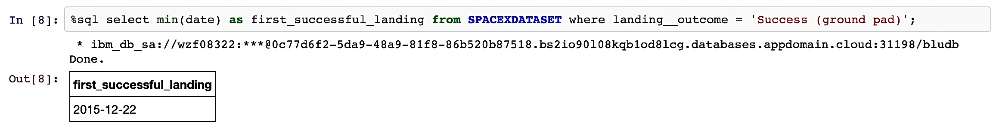 In [8]: %sql select min(date) as first_successful_landing from SPACEXDATASET where landing__outcome = 'Success (ground pad)';
* ibm_db_sa://wzf08322:***@0c77d6f2-5da9-48a9-81f8-86b520b87518.bs2io90l08kqb1od8lcg.databases.appdomain.cloud:31198/bludb
Done.
Out[8]: first_successful_landing
2015-12-22